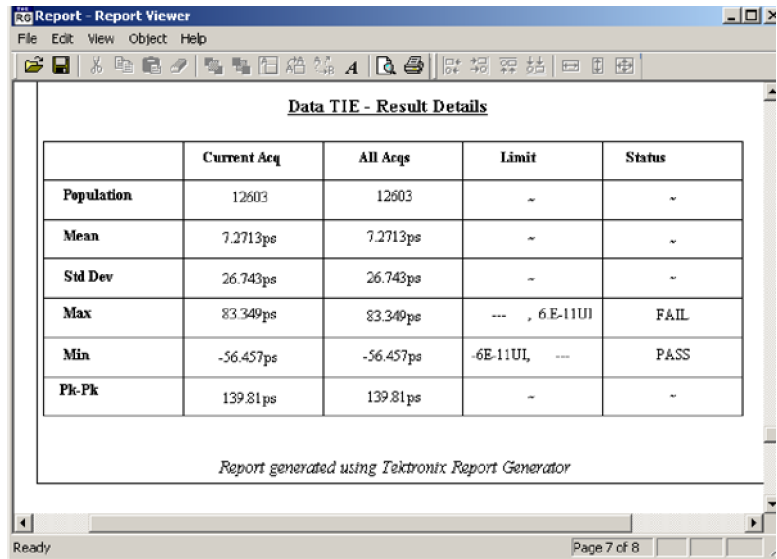 Report - Report Viewer
File Edit View Object Help
Data TIE - Result Details
Current Acq All Acqs Limit Status
Population 12603 12603 ~ ~
Mean 7.2713ps 7.2713ps ~ ~
Std Dev 26.743ps 26.743ps ~ ~
Max 83.349ps 83.349ps --- , 6.E-11UI FAIL
Min -56.457ps -56.457ps -6E-11UI, --- PASS
Pk-Pk 139.81ps 139.81ps ~ ~
Report generated using Tektronix Report Generator
Ready Page 7 of 8